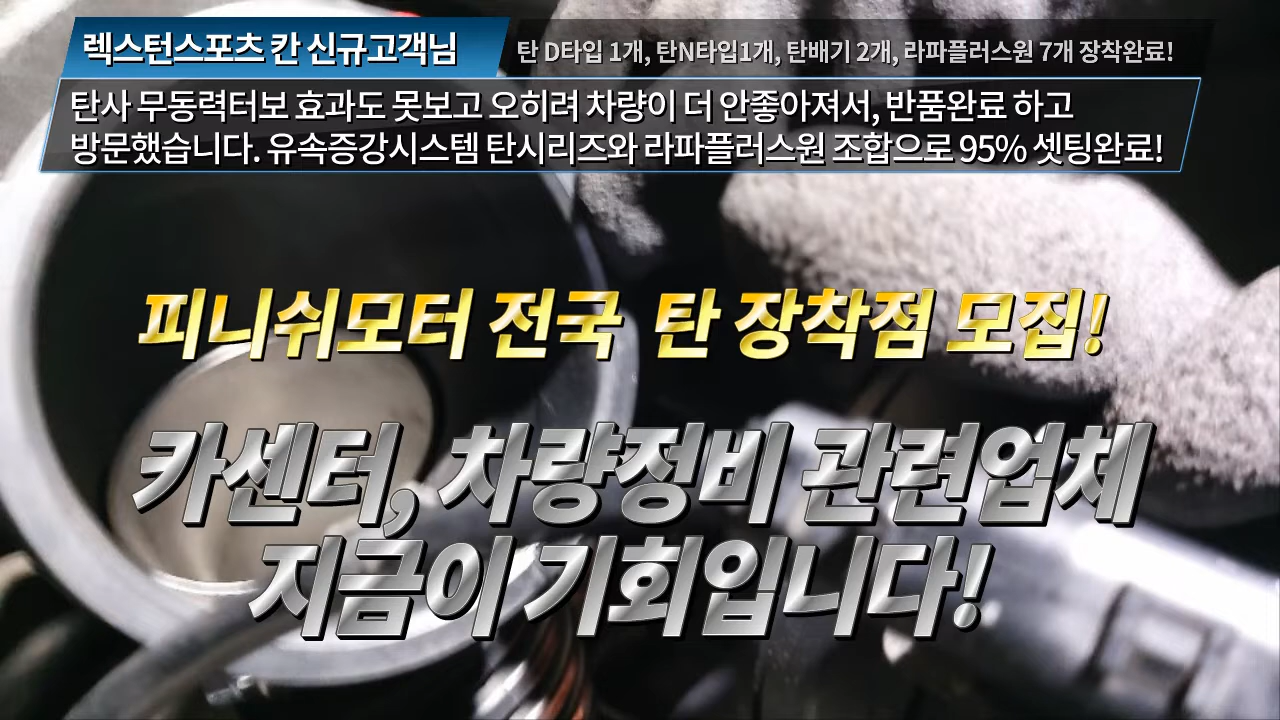 렉스턴스포츠 칸 신규고객님
탄 D타입 1개, 탄N타입1개, 탄배기 2개, 라파플러스원 7개 장착완료!
탄사 무동력터보 효과도 못보고 오히려 차량이 더 안좋아져서, 반품완료 하고
방문했습니다. 유속증강시스템 탄시리즈와 라파플러스원 조합으로 95% 셋팅완료!
피니쉬모터 전국 탄 장착점 모집!
카센터, 차량정비 관련업체
지금이 기회입니다!